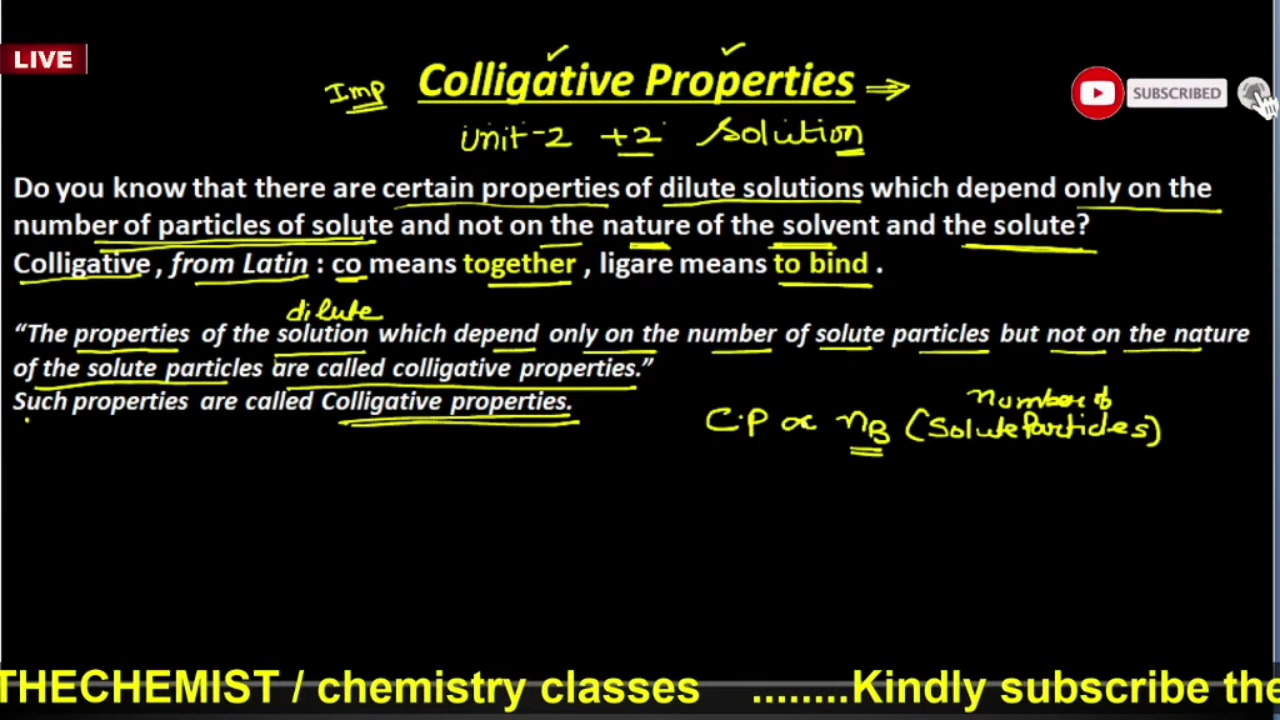 LIVE
Imp Colligative Properties ⇒
SUBSCRIBED
Unit-2 +2 Solution
Do you know that there are certain properties of dilute solutions which depend only on the
number of particles of solute and not on the nature of the solvent and the solute?
Colligative , from Latin : co means together , ligare means to bind .
dilute
“The properties of the solution which depend only on the number of solute particles but not on the nature
of the solute particles are called colligative properties.”
Such properties are called Colligative properties.
number of
C.P ∝ nB (Solute Particles)
THECHEMIST / chemistry classes ........Kindly subscribe the